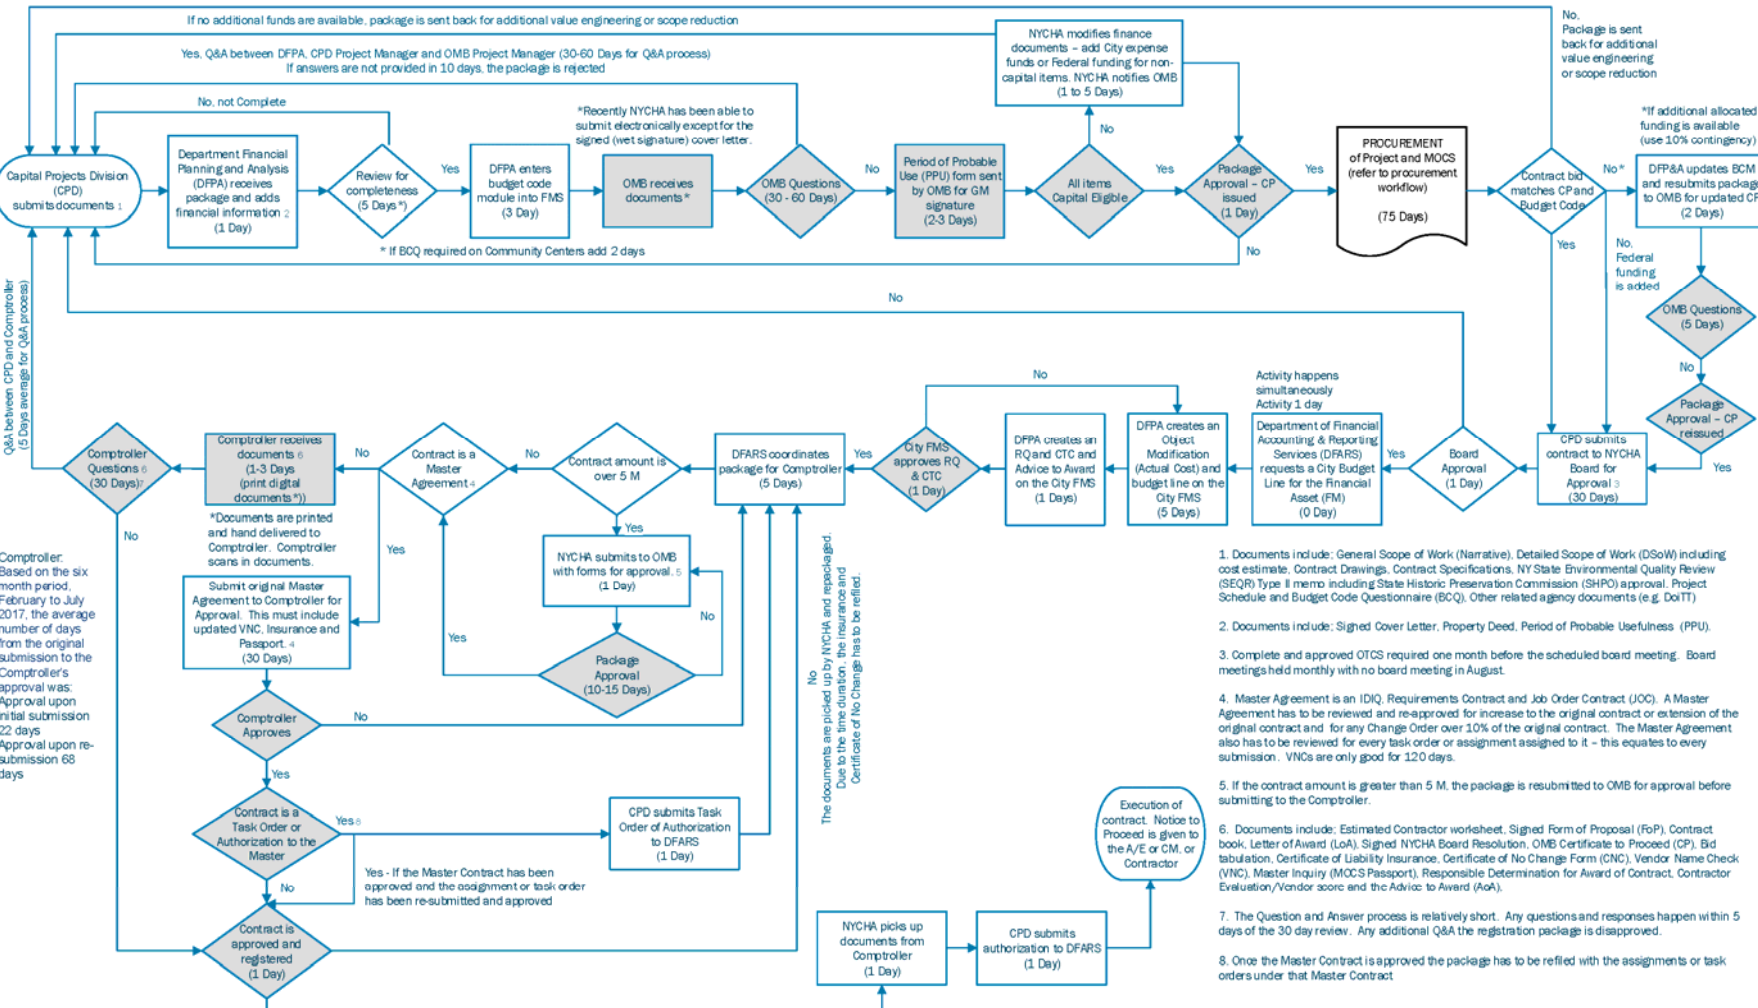 If no additional funds are available, package is sent back for additional value engineering or scope reduction
Yes, Q&A between DFPA, CPD Project Manager and OMB Project Manager (30-60 Days for Q&A process)
If answers are not provided in 10 days, the package is rejected
No, not Complete
*Recently NYCHA has been able to
submit electronically except for the
signed (wet signature) cover letter.
NYCHA modifies finance
documents – add City expense
funds or Federal funding for non-
capital items. NYCHA notifies OMB
(1 to 5 Days)
No,
Package is sent
back for additional
value engineering
or scope reduction
*If additional allocated
funding is available
(use 10% contingency)
Capital Projects Division
(CPD)
submits documents 1
Department Financial
Planning and Analysis
(DFPA) receives
package and adds
financial information 2
(1 Day)
Review for
completeness
(5 Days*)
Yes
DFPA enters
budget code
module into FMS
(3 Day)
OMB receives
documents*
OMB Questions
(30 - 60 Days)
No
Period of Probable
Use (PPU) form sent
by OMB for GM
signature
(2-3 Days)
All items
Capital Eligible
No
Yes
Package
Approval – CP
issued
(1 Day)
Yes
No
PROCUREMENT
of Project and MOCS
(refer to procurement
workflow)
(75 Days)
Contract bid
matches CP and
Budget Code
No*
Yes
No,
Federal
funding
is added
DFP&A updates BCM
and resubmits package
to OMB for updated CP
(2 Days)
* If BCQ required on Community Centers add 2 days
OMB Questions
(5 Days)
No
Package
Approval – CP
reissued
Yes
No
Q&A between CPD and Comptroller
(5 Days average for Q&A process)
Comptroller
Questions 6
(30 Days)7
No
Comptroller receives
documents 6
(1-3 Days
(print digital
documents*))
*Documents are printed
and hand delivered to
Comptroller. Comptroller
scans in documents.
No
Contract is a
Master
Agreement 4
Yes
No
Contract amount is
over 5 M
Yes
DFARS coordinates
package for Comptroller
(5 Days)
Yes
City FMS
approves RQ
& CTC
(1 Day)
No
DFPA creates an
RQ and CTC and
Advice to Award
on the City FMS
(1 Days)
DFPA creates an
Object
Modification
(Actual Cost) and
budget line on the
City FMS
(5 Days)
Activity happens
simultaneously
Activity 1 day
Department of Financial
Accounting & Reporting
Services (DFARS)
requests a City Budget
Line for the Financial
Asset (FM)
(0 Day)
Yes
Board
Approval
(1 Day)
CPD submits
contract to NYCHA
Board for
Approval 3
(30 Days)
NYCHA submits to OMB
with forms for approval. 5
(1 Day)
No
Yes
Package
Approval
(10-15 Days)
Comptroller:
Based on the six
month period,
February to July
2017, the average
number of days
from the original
submission to the
Comptroller's
approval was:
Approval upon
initial submission
22 days
Approval upon re-
submission 68
days
Submit original Master
Agreement to Comptroller for
Approval. This must include
updated VNC, Insurance and
Passport. 4
(30 Days)
Comptroller
Approves
No
Yes
Contract is a
Task Order or
Authorization to the
Master
Yes 8
No
Yes - If the Master Contract has been
approved and the assignment or task order
has been re-submitted and approved
CPD submits Task
Order of Authorization
to DFARS
(1 Day)
Contract is
approved and
registered
(1 Day)
No
The documents are picked up by NYCHA and repackaged.
Due to the time duration, the insurance and
Certificate of No Change has to be refiled.
NYCHA picks up
documents from
Comptroller
(1 Day)
CPD submits
authorization to DFARS
(1 Day)
Execution of
contract. Notice to
Proceed is given to
the A/E or CM, or
Contractor
1. Documents include; General Scope of Work (Narrative), Detailed Scope of Work (DSoW) including
cost estimate, Contract Drawings, Contract Specifications, NY State Environmental Quality Review
(SEQR) Type II memo including State Historic Preservation Commission (SHPO) approval. Project
Schedule and Budget Code Questionnaire (BCQ), Other related agency documents (e.g. DoiTT)
2. Documents include; Signed Cover Letter, Property Deed, Period of Probable Usefulness (PPU).
3. Complete and approved OTCS required one month before the scheduled board meeting. Board
meetings held monthly with no board meeting in August.
4. Master Agreement is an IDIQ, Requirements Contract and Job Order Contract (JOC). A Master
Agreement has to be reviewed and re-approved for increase to the original contract or extension of the
original contract and for any Change Order over 10% of the original contract. The Master Agreement
also has to be reviewed for every task order or assignment assigned to it – this equates to every
submission. VNCs are only good for 120 days.
5. If the contract amount is greater than 5 M, the package is resubmitted to OMB for approval before
submitting to the Comptroller.
6. Documents include; Estimated Contractor worksheet, Signed Form of Proposal (FoP), Contract
book, Letter of Award (LoA), Signed NYCHA Board Resolution, OMB Certificate to Proceed (CP), Bid
tabulation, Certificate of Liability Insurance, Certificate of No Change Form (CNC), Vendor Name Check
(VNC), Master Inquiry (MOCS Passport), Responsible Determination for Award of Contract, Contractor
Evaluation/Vendor score and the Advice to Award (AoA).
7. The Question and Answer process is relatively short. Any questions and responses happen within 5
days of the 30 day review. Any additional Q&A the registration package is disapproved.
8. Once the Master Contract is approved the package has to be refiled with the assignments or task
orders under that Master Contract